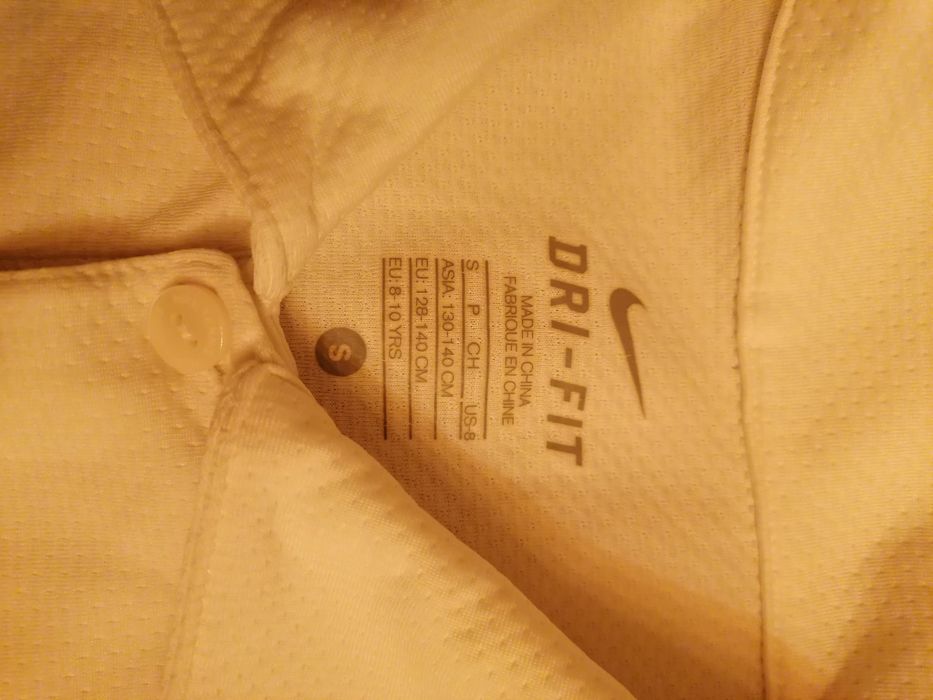 DRI-FIT
MADE IN CHINA
FABRIQUE EN CHINE
S P CH US-8
ASIA: 130-140 CM
EU: 128-140 CM
EU: 8-10 YRS
S